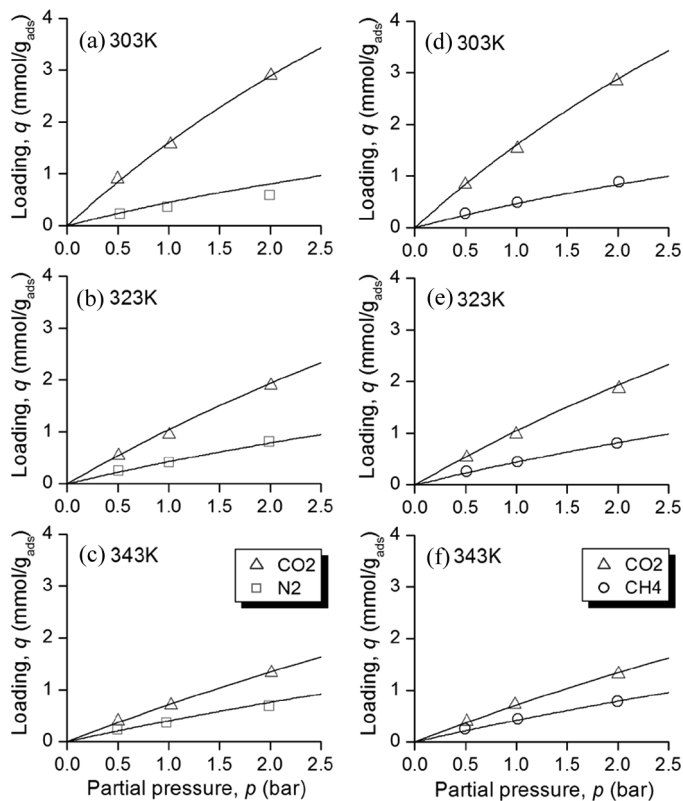 (a) 303K
4
3
2
1
0
0.0 0.5 1.0 1.5 2.0 2.5
Loading, q (mmol/gads)
(d) 303K
4
3
2
1
0
0.0 0.5 1.0 1.5 2.0 2.5
Loading, q (mmol/gads)
(b) 323K
4
3
2
1
0
0.0 0.5 1.0 1.5 2.0 2.5
Loading, q (mmol/gads)
(e) 323K
4
3
2
1
0
0.0 0.5 1.0 1.5 2.0 2.5
Loading, q (mmol/gads)
(c) 343K
CO2
N2
4
3
2
1
0
0.0 0.5 1.0 1.5 2.0 2.5
Loading, q (mmol/gads)
Partial pressure, p (bar)
(f) 343K
CO2
CH4
4
3
2
1
0
0.0 0.5 1.0 1.5 2.0 2.5
Loading, q (mmol/gads)
Partial pressure, p (bar)